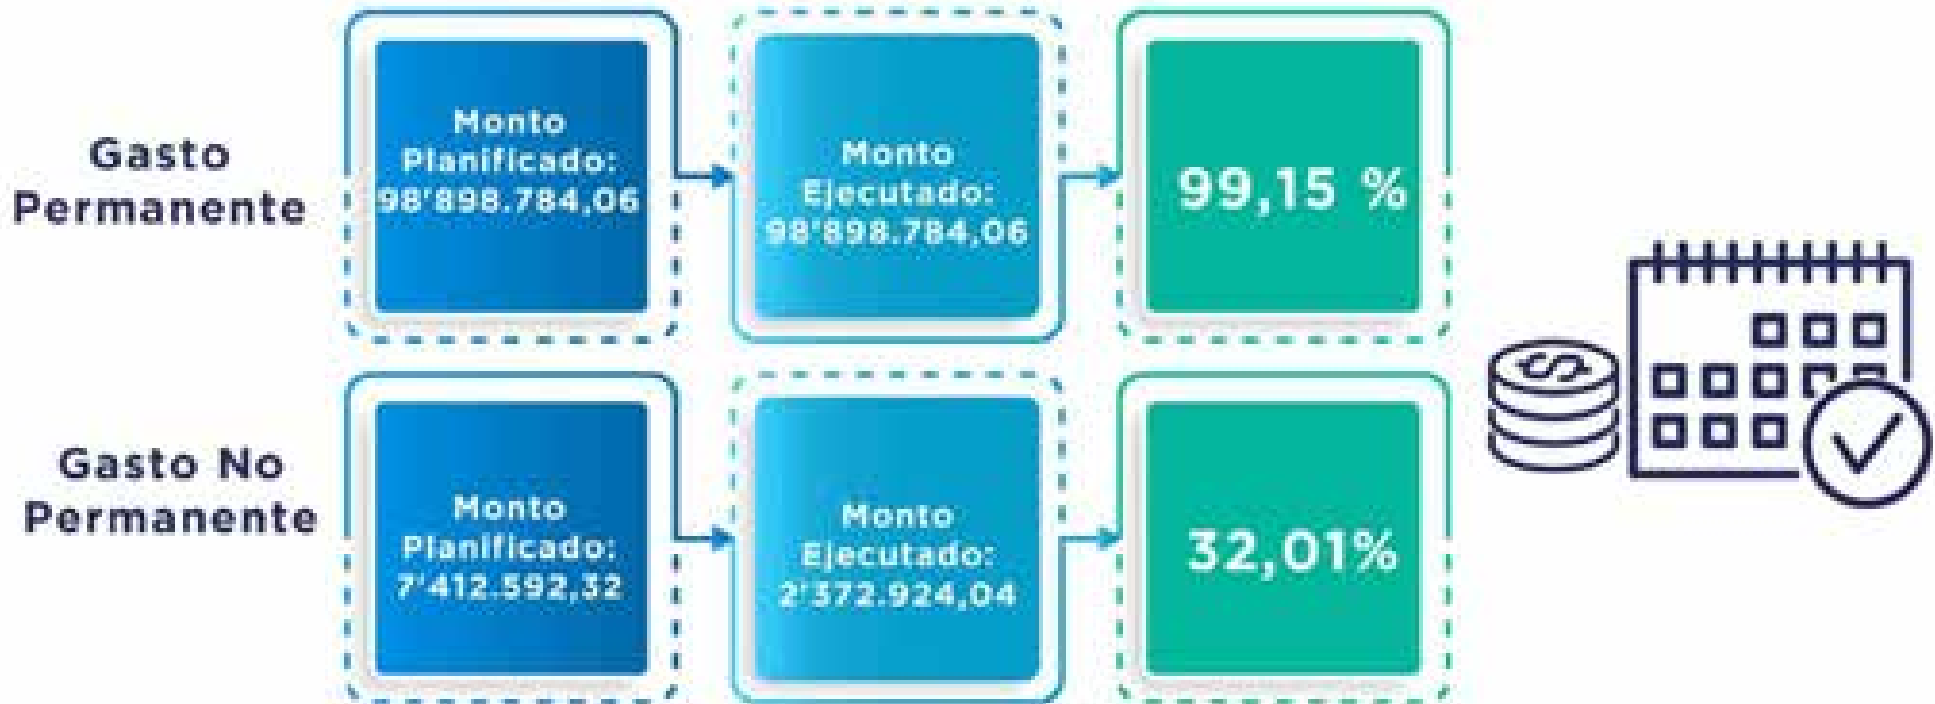 Gasto
Permanente
Monto
Planificado:
98'898.784,06
Monto
Ejecutado:
98'898.784,06
99,15 %
Gasto No
Permanente
Monto
Planificado:
7'412.592,32
Monto
Ejecutado:
2'372.924,04
32,01%
$